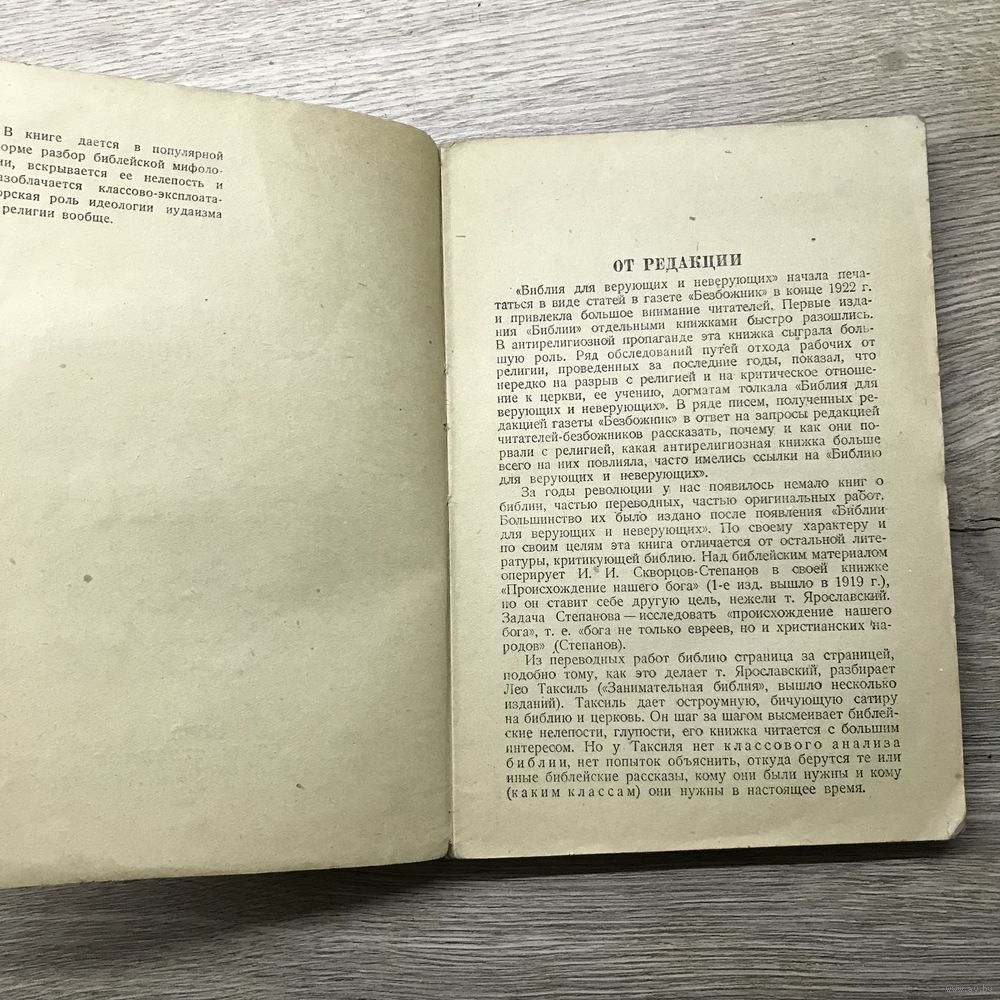 В книге дается в популярной
орме разбор библейской мифоло-
ии, вскрывается ее нелепость и
азоблачается классово-эксплоата-
орская роль идеологии иудаизма
религии вообще.
ОТ РЕДАКЦИИ
«Библия для верующих и неверующих» начала печа-
таться в виде статей в газете «Безбожник» в конце 1922 г.
и привлекла большое внимание читателей. Первые изда-
ния «Библии» отдельными книжками быстро разошлись.
В антирелигиозной пропаганде эта книжка сыграла боль-
шую роль. Ряд обследований путей отхода рабочих от
религии, проведенных за последние годы, показал, что
нередко на разрыв с религией и на критическое отноше-
ние к церкви, ее учению, догматам толкала «Библия для
верующих и неверующих». В ряде писем, полученных ре-
дакцией газеты «Безбожник» в ответ на запросы редакцией
читателей-безбожников рассказать, почему и как они по-
рвали с религией, какая антирелигиозная книжка больше
всего на них повлияла, часто имелись ссылки на «Библию
для верующих и неверующих».
За годы революции у нас появилось немало книг о
библии, частью переводных, частью оригинальных работ.
Большинство их было издано после появления «Библии
для верующих и неверующих». По своему характеру и
по своим целям эта книга отличается от остальной лите-
ратуры, критикующей библию. Над библейским материалом
оперирует И. И. Скворцов-Степанов в своей книжке
«Происхождение нашего бога» (1-е изд. вышло в 1919 г.),
но он ставит себе другую цель, нежели т. Ярославский.
Задача Степанова — исследовать «происхождение нашего
бога», т. е. «бога не только евреев, но и христианских на-
родов» (Степанов).
Из переводных работ библию страница за страницей,
подобно тому, как это делает т. Ярославский, разбирает
Лео Таксиль («Занимательная библия», вышло несколько
изданий). Таксиль дает остроумную, бичующую сатиру
на библию и церковь. Он шаг за шагом высмеивает библей-
ские нелепости, глупости, его книжка читается с большим
интересом. Но у Таксиля нет классового анализа
библии, нет попыток объяснить, откуда берутся те или
иные библейские рассказы, кому они были нужны и кому
(каким классам) они нужны в настоящее время.